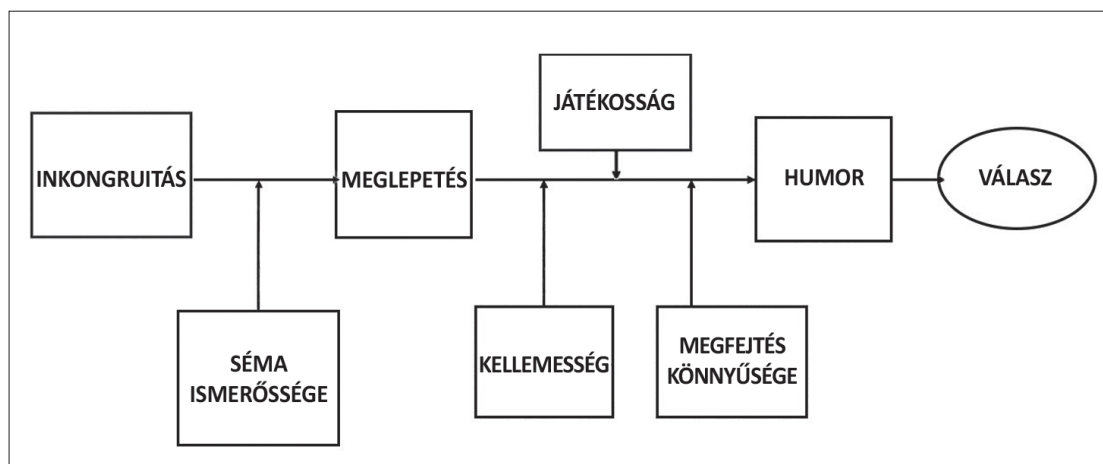 JÁTÉKOSSÁG
INKONGRUITÁS
MEGLEPETÉS
HUMOR
VÁLASZ
SÉMA
ISMERŐSSÉGE
KELLEMESSÉG
MEGFEJTÉS
KÖNNYŰSÉGE